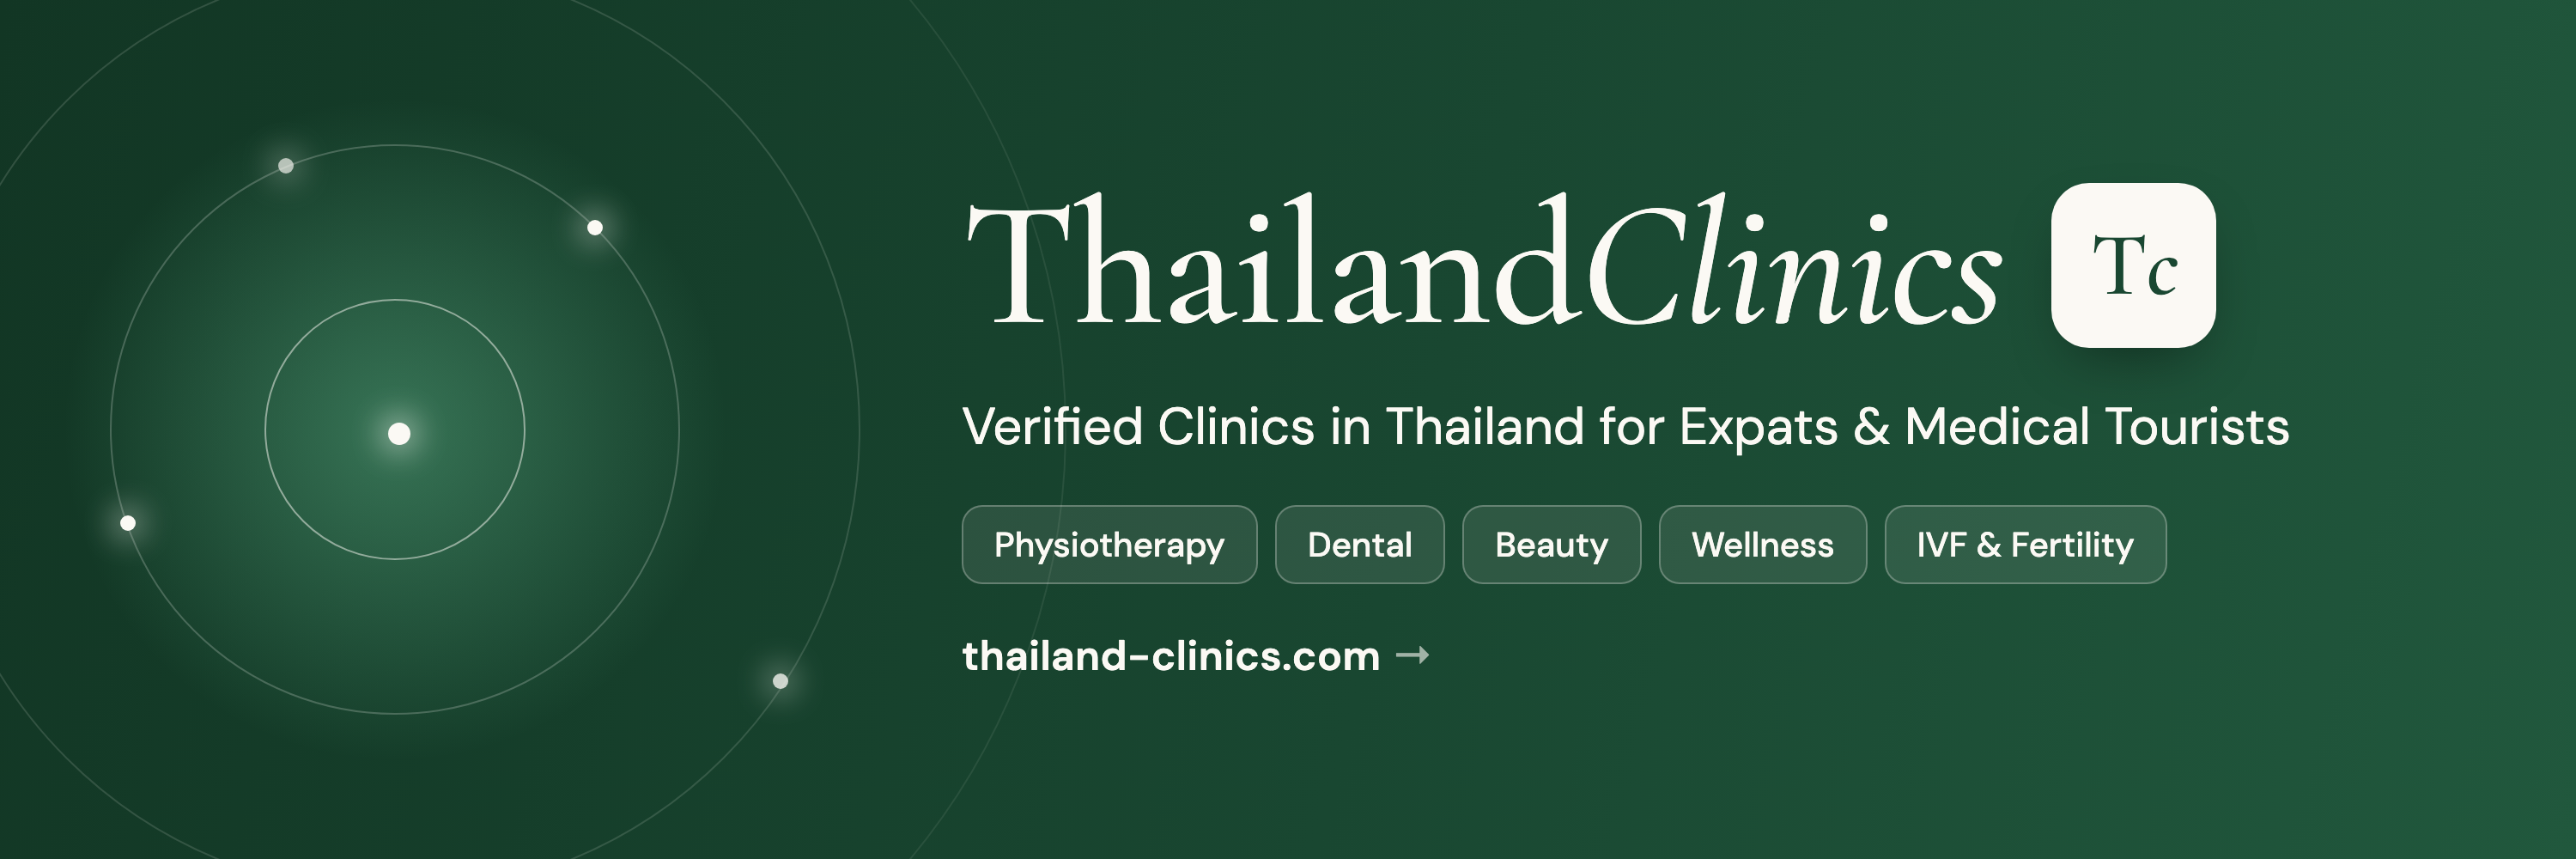 ThailandClinics Tc
Verified Clinics in Thailand for Expats & Medical Tourists
Physiotherapy Dental Beauty Wellness IVF & Fertility
thailand-clinics.com →